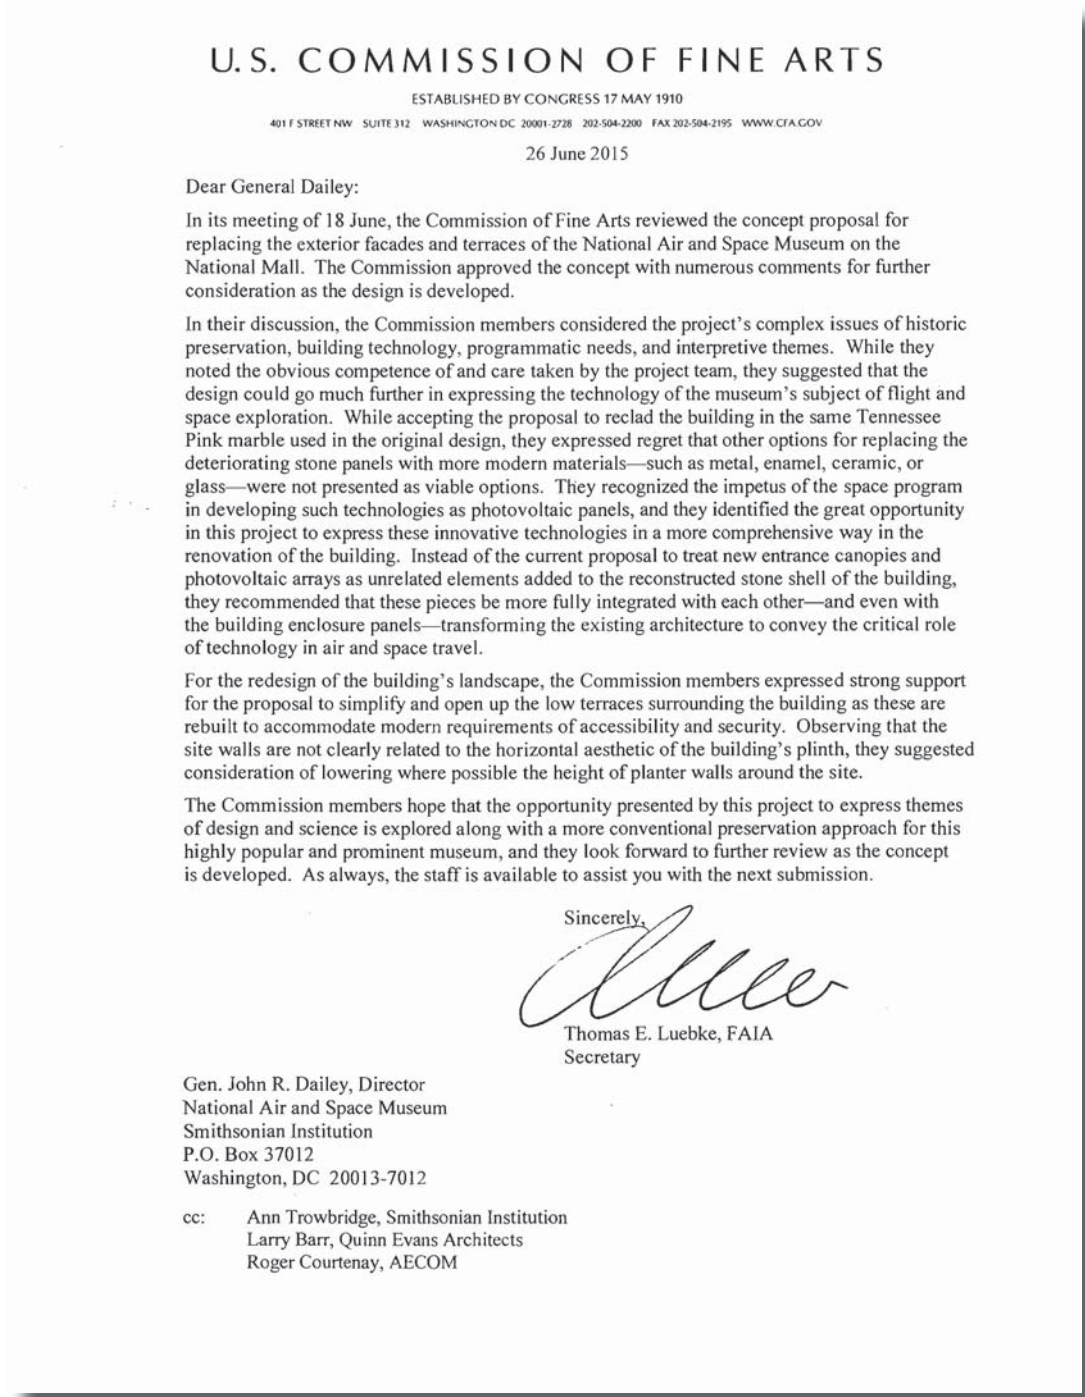 U.S. COMMISSION OF FINE ARTS
ESTABLISHED BY CONGRESS 17 MAY 1910
401 F STREET NW SUITE 312 WASHINGTON DC 20001-2728 202-504-2200 FAX 202-504-2195 WWW.CFA.GOV
26 June 2015
Dear General Dailey:
In its meeting of 18 June, the Commission of Fine Arts reviewed the concept proposal for
replacing the exterior facades and terraces of the National Air and Space Museum on the
National Mall. The Commission approved the concept with numerous comments for further
consideration as the design is developed.
In their discussion, the Commission members considered the project's complex issues of historic
preservation, building technology, programmatic needs, and interpretive themes. While they
noted the obvious competence of and care taken by the project team, they suggested that the
design could go much further in expressing the technology of the museum's subject of flight and
space exploration. While accepting the proposal to reclad the building in the same Tennessee
Pink marble used in the original design, they expressed regret that other options for replacing the
deteriorating stone panels with more modern materials—such as metal, enamel, ceramic, or
glass—were not presented as viable options. They recognized the impetus of the space program
in developing such technologies as photovoltaic panels, and they identified the great opportunity
in this project to express these innovative technologies in a more comprehensive way in the
renovation of the building. Instead of the current proposal to treat new entrance canopies and
photovoltaic arrays as unrelated elements added to the reconstructed stone shell of the building,
they recommended that these pieces be more fully integrated with each other—and even with
the building enclosure panels—transforming the existing architecture to convey the critical role
of technology in air and space travel.
For the redesign of the building's landscape, the Commission members expressed strong support
for the proposal to simplify and open up the low terraces surrounding the building as these are
rebuilt to accommodate modern requirements of accessibility and security. Observing that the
site walls are not clearly related to the horizontal aesthetic of the building's plinth, they suggested
consideration of lowering where possible the height of planter walls around the site.
The Commission members hope that the opportunity presented by this project to express themes
of design and science is explored along with a more conventional preservation approach for this
highly popular and prominent museum, and they look forward to further review as the concept
is developed. As always, the staff is available to assist you with the next submission.
Sincerely,
Thomas E. Luebke, FAIA
Secretary
Gen. John R. Dailey, Director
National Air and Space Museum
Smithsonian Institution
P.O. Box 37012
Washington, DC 20013-7012
cc: Ann Trowbridge, Smithsonian Institution
Larry Barr, Quinn Evans Architects
Roger Courtenay, AECOM